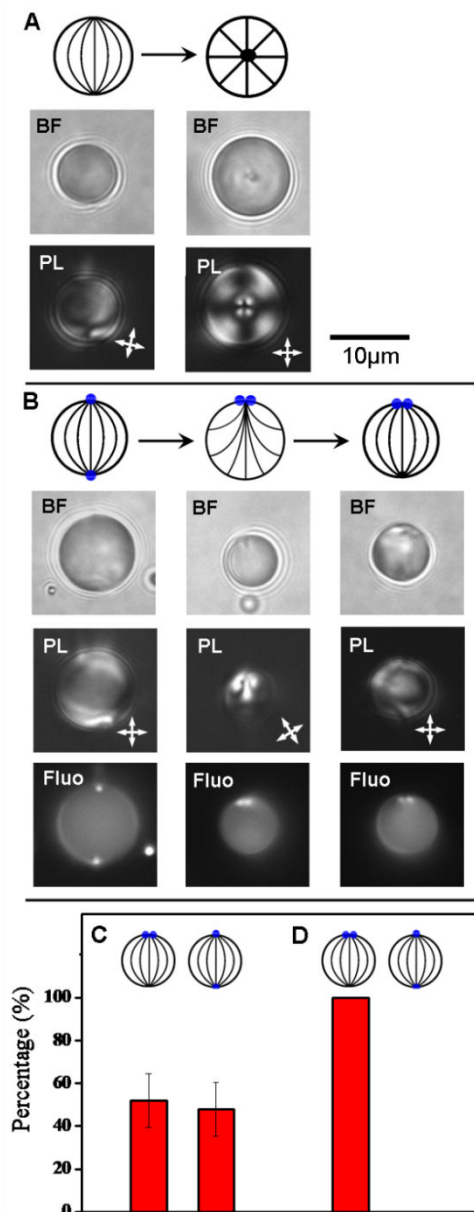 A
BF
BF
PL
PL
10µm
B
BF
BF
BF
PL
PL
PL
Fluo
Fluo
Fluo
C
D
Percentage (%)
100
80
60
40
20
0